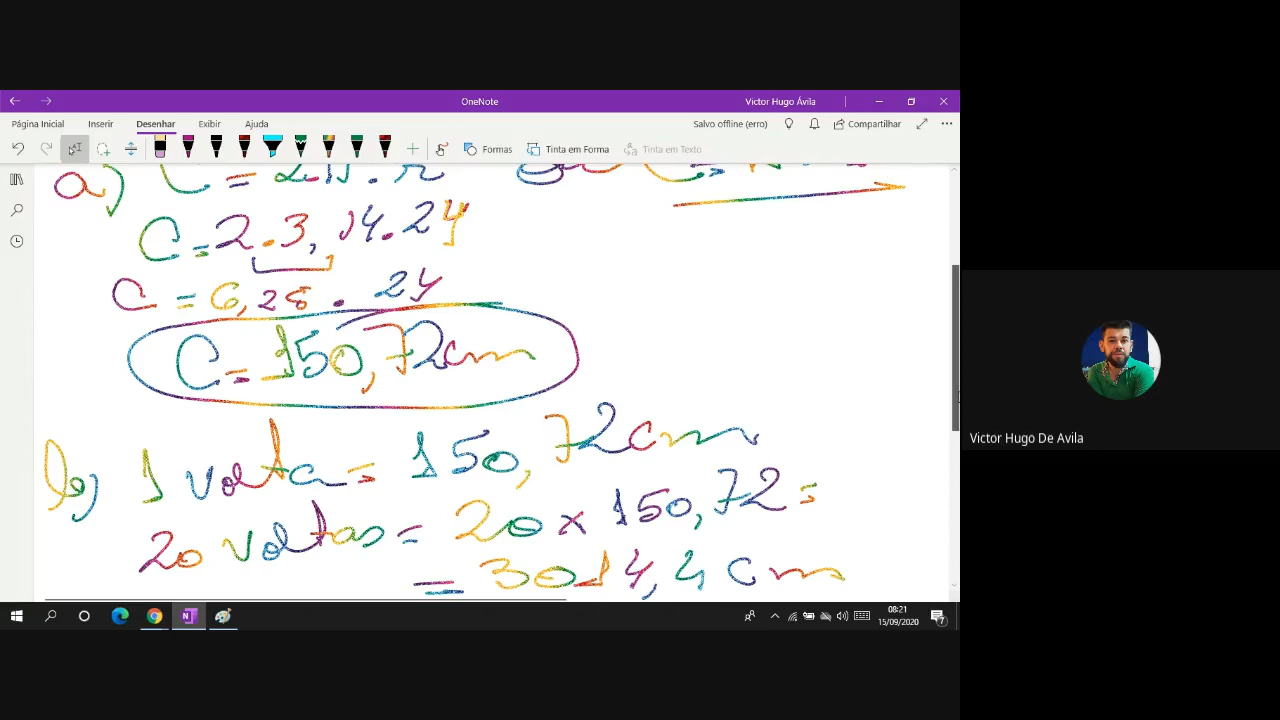 OneNote
Victor Hugo Ávila
Página Inicial Inserir Desenhar Exibir Ajuda
Salvo offline (erro) Compartilhar
Formas Tinta em Forma Tinta em Texto
a) C = 2.π.r
C = 2.3,14.24
C = 6,28.24
C = 150,72cm
b) 1 volta = 150,72cm
20 voltas = 20 x 150,72 =
= 3014,4 cm
Victor Hugo De Avila
08:21
15/09/2020
7